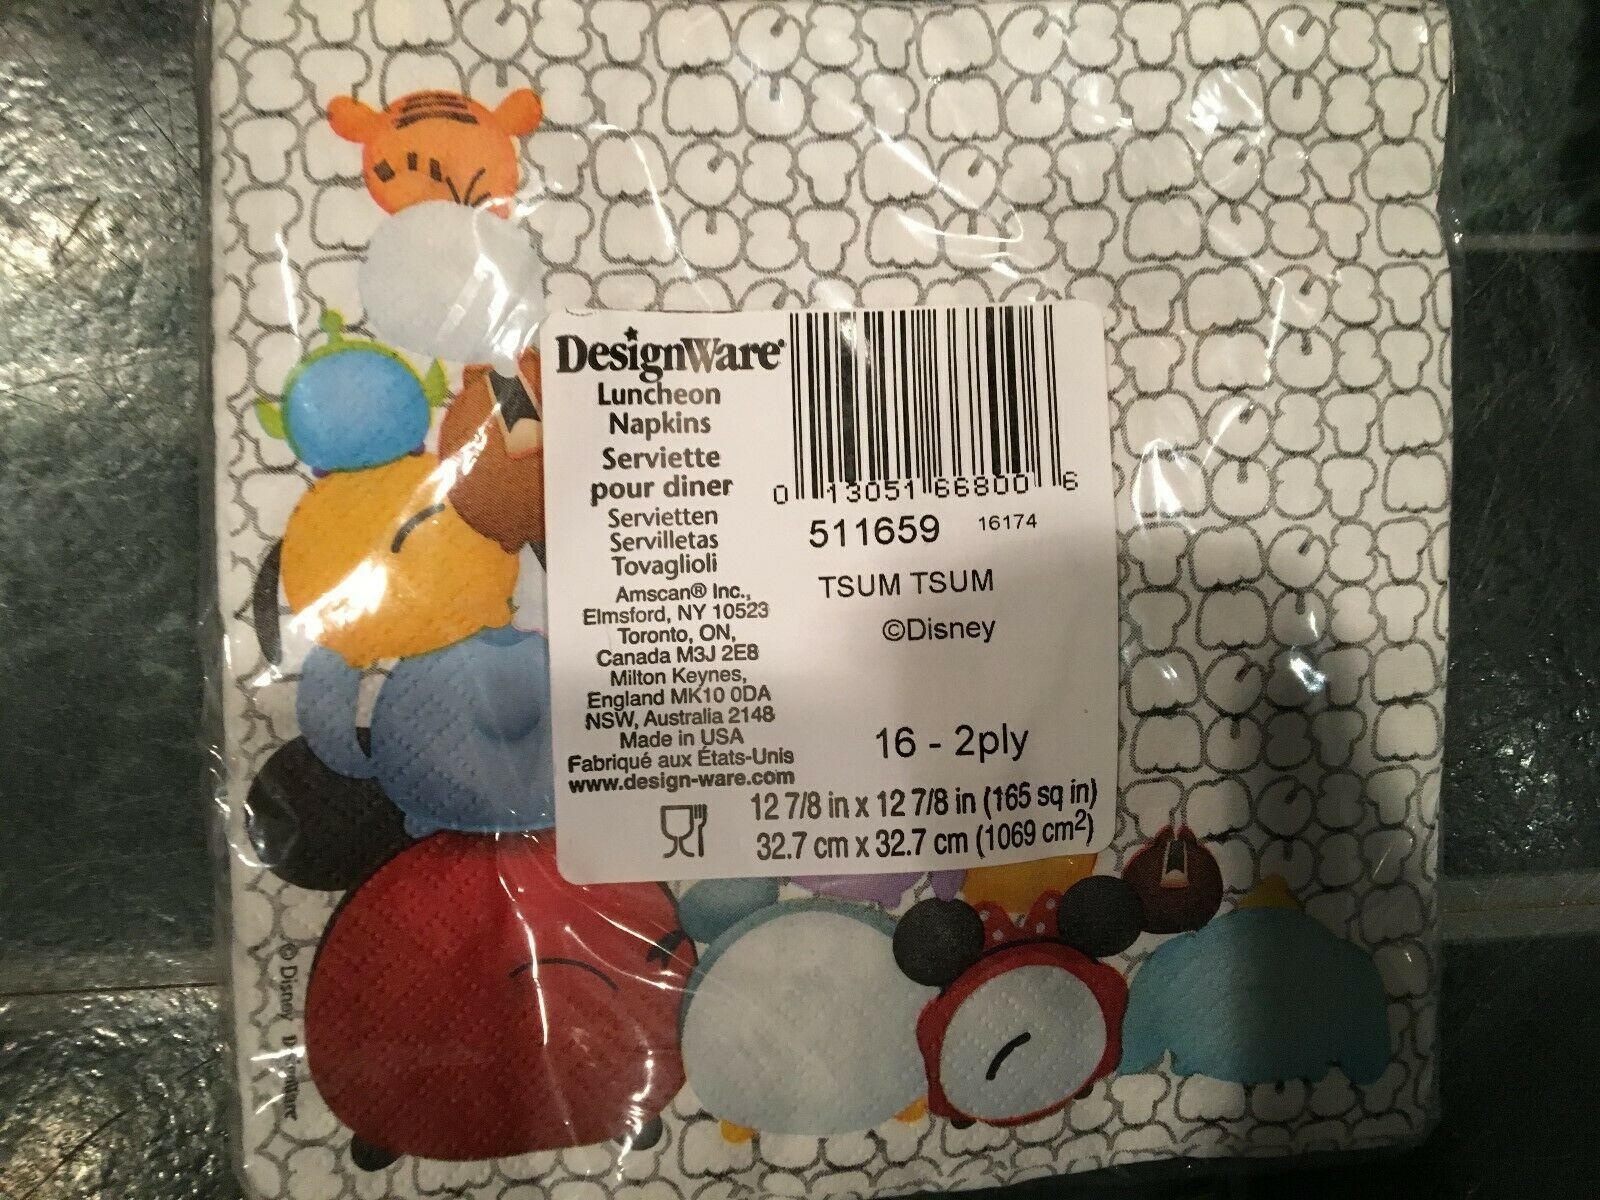 DesignWare®
Luncheon
Napkins
Serviette
pour diner
Servietten
Servilletas
Tovaglioli
Amscan® Inc.,
Elmsford, NY 10523
Toronto, ON,
Canada M3J 2E8
Milton Keynes,
England MK10 0DA
NSW, Australia 2148
Made in USA
Fabriqué aux États-Unis
www.design-ware.com
0 13051 66800 6
511659 16174
TSUM TSUM
©Disney
16 - 2ply
12 7/8 in x 12 7/8 in (165 sq in)
32.7 cm x 32.7 cm (1069 cm²)
© Disney